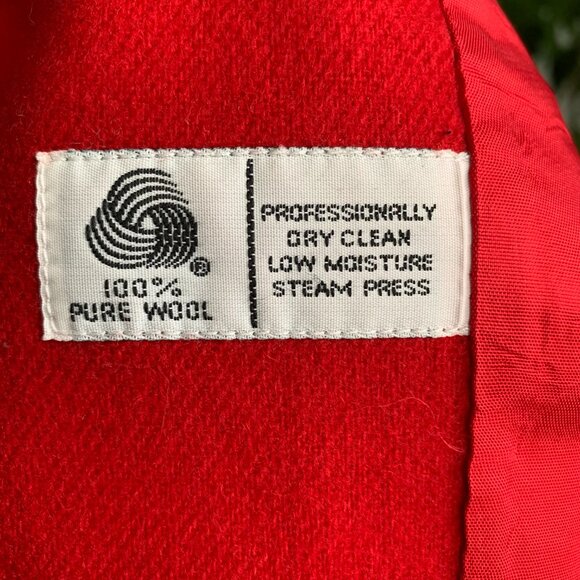 ®
100%
PURE WOOL
PROFESSIONALLY
DRY CLEAN
LOW MOISTURE
STEAM PRESS